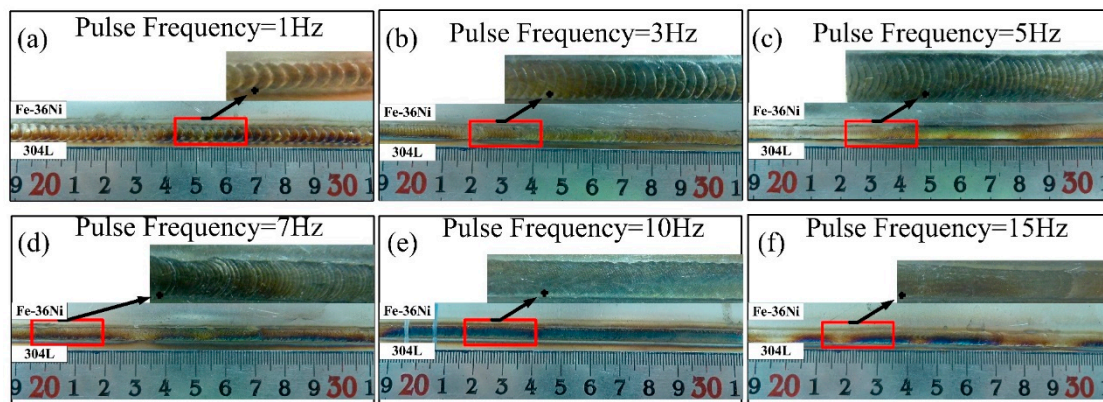 (a) Pulse Frequency=1Hz
Fe-36Ni
304L
9 20 1 2 3 4 5 6 7 8 9 30 1
(b) Pulse Frequency=3Hz
Fe-36Ni
304L
9 20 1 2 3 4 5 6 7 8 9 30 1
(c) Pulse Frequency=5Hz
Fe-36Ni
304L
9 20 1 2 3 4 5 6 7 8 9 30 1
(d) Pulse Frequency=7Hz
Fe-36Ni
304L
9 20 1 2 3 4 5 6 7 8 9 30 1
(e) Pulse Frequency=10Hz
Fe-36Ni
304L
9 20 1 2 3 4 5 6 7 8 9 30 1
(f) Pulse Frequency=15Hz
Fe-36Ni
304L
9 20 1 2 3 4 5 6 7 8 9 30 1